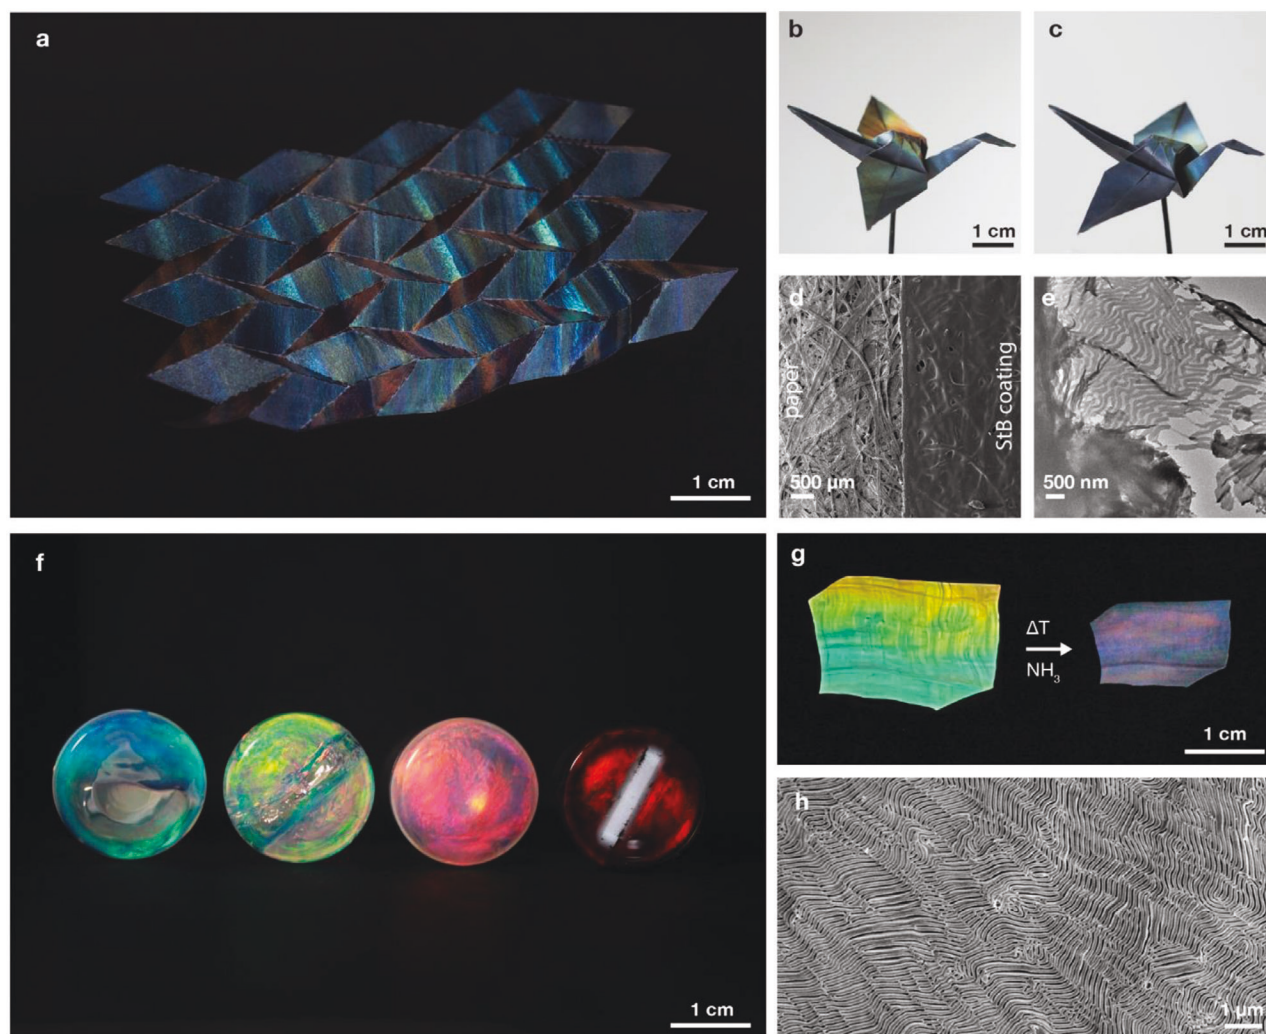 a
1 cm
b
1 cm
c
1 cm
d
paper
StB coating
500 µm
e
500 nm
f
1 cm
g
ΔT
NH₃
1 cm
h
1 µm